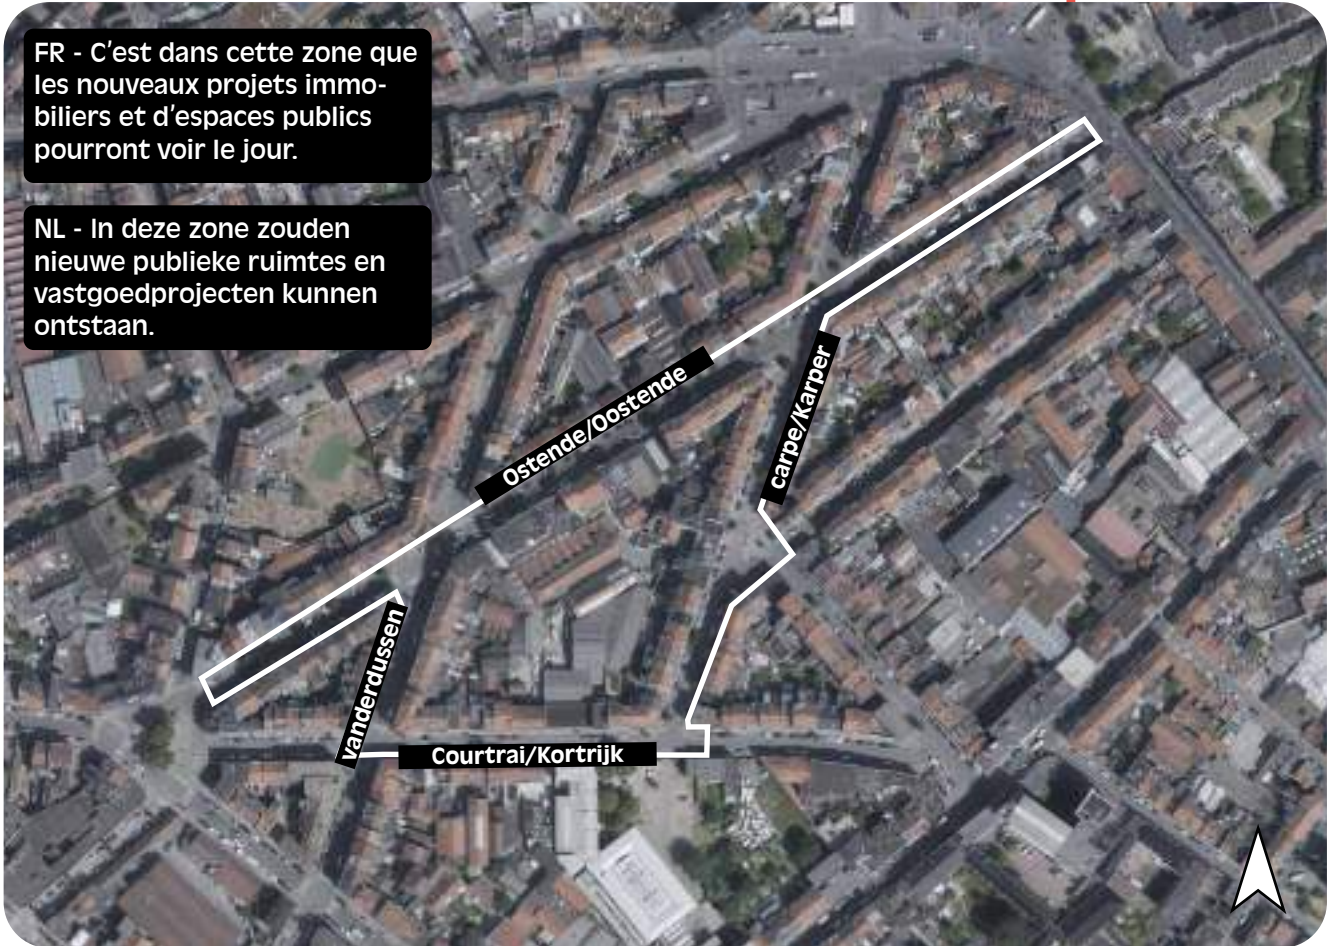 FR - C'est dans cette zone que
les nouveaux projets immo-
biliers et d'espaces publics
pourront voir le jour.
NL - In deze zone zouden
nieuwe publieke ruimtes en
vastgoedprojecten kunnen
ontstaan.
Ostende/Oostende
carpe/Karper
vanderdussen
Courtrai/Kortrijk